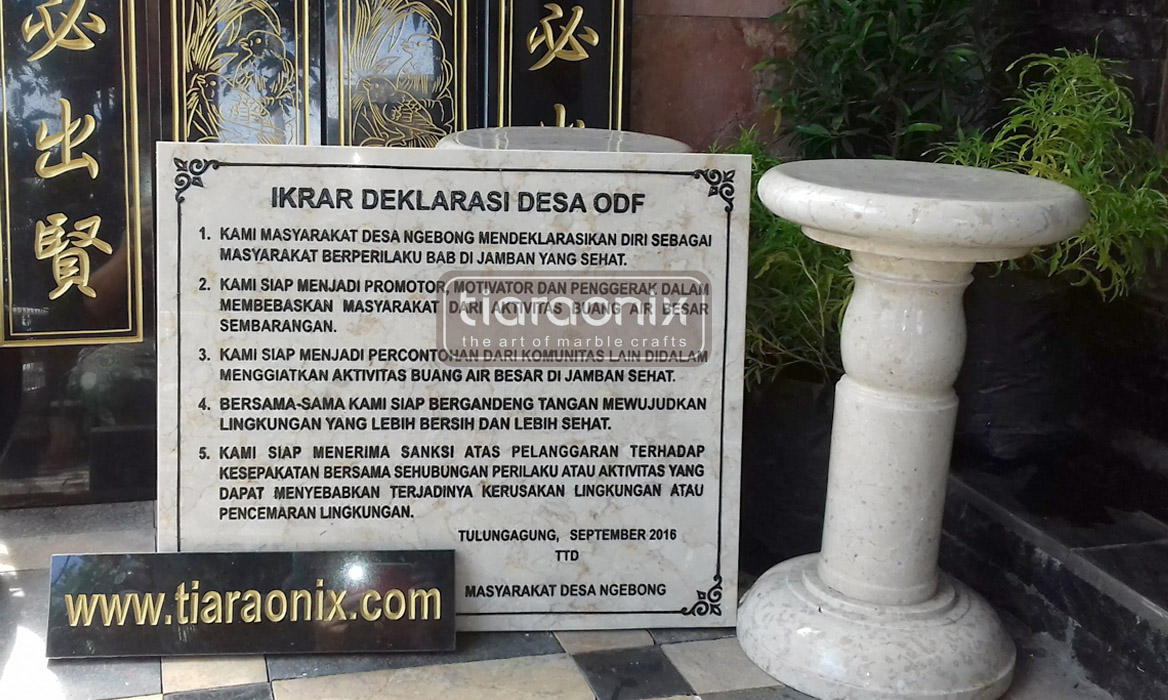 必
出
賢
必
出
IKRAR DEKLARASI DESA ODF
1. KAMI MASYARAKAT DESA NGEBONG MENDEKLARASIKAN DIRI SEBAGAI
MASYARAKAT BERPERILAKU BAB DI JAMBAN YANG SEHAT.
2. KAMI SIAP MENJADI PROMOTOR, MOTIVATOR DAN PENGGERAK DALAM
MEMBEBASKAN MASYARAKAT DARI AKTIVITAS BUANG AIR BESAR
SEMBARANGAN.
3. KAMI SIAP MENJADI PERCONTOHAN DARI KOMUNITAS LAIN DIDALAM
MENGGIATKAN AKTIVITAS BUANG AIR BESAR DI JAMBAN SEHAT.
4. BERSAMA-SAMA KAMI SIAP BERGANDENG TANGAN MEWUJUDKAN
LINGKUNGAN YANG LEBIH BERSIH DAN LEBIH SEHAT.
5. KAMI SIAP MENERIMA SANKSI ATAS PELANGGARAN TERHADAP
KESEPAKATAN BERSAMA SEHUBUNGAN PERILAKU ATAU AKTIVITAS YANG
DAPAT MENYEBABKAN TERJADINYA KERUSAKAN LINGKUNGAN ATAU
PENCEMARAN LINGKUNGAN.
TULUNGAGUNG, SEPTEMBER 2016
TTD
MASYARAKAT DESA NGEBONG
tiaraonix
the art of marble crafts
www.tiaraonix.com